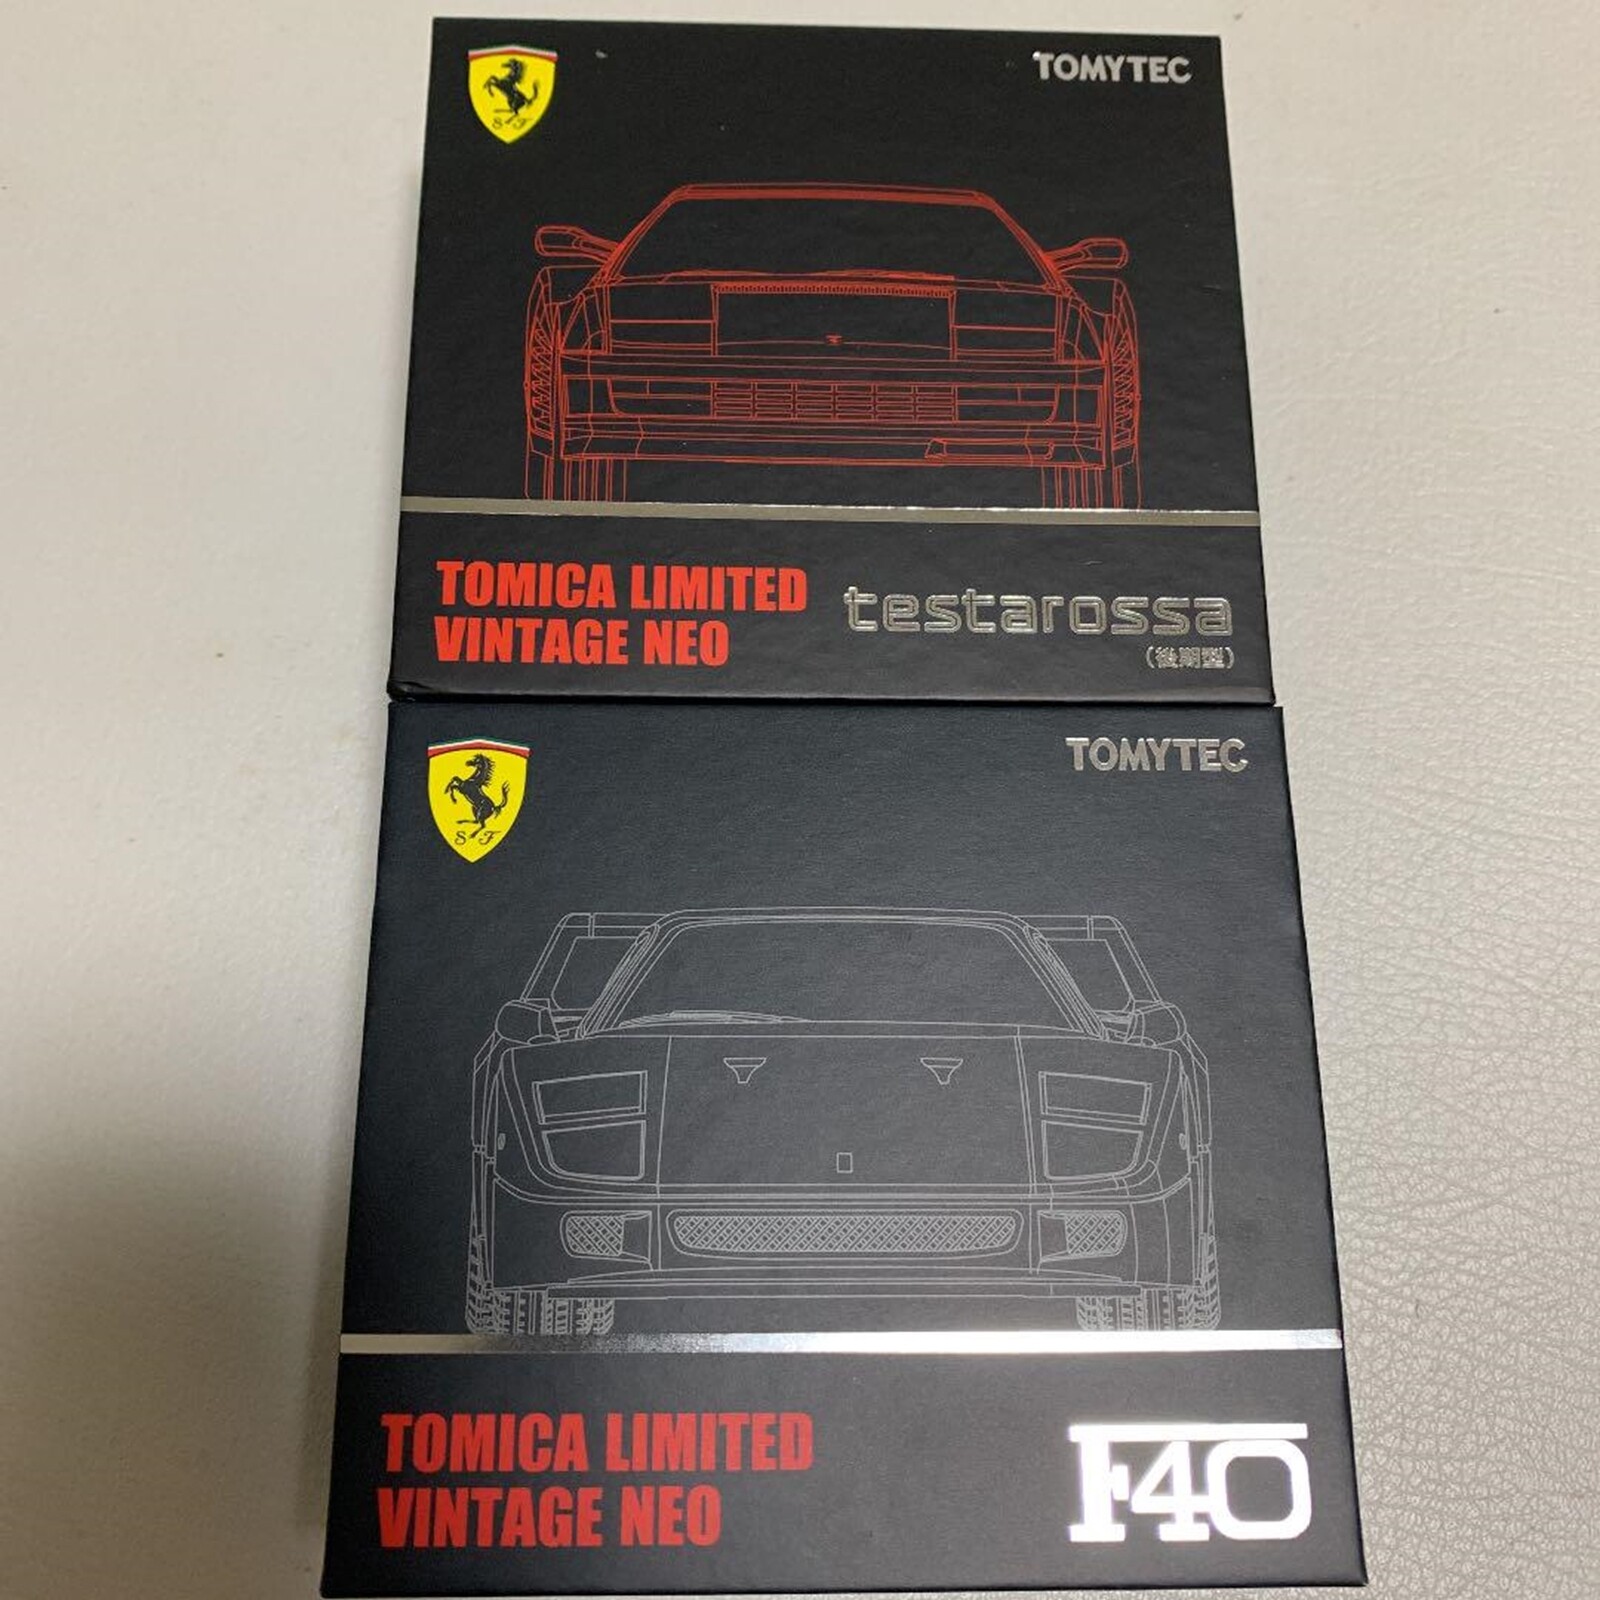 S F
TOMYTEC
TOMICA LIMITED
VINTAGE NEO
testarossa
(後期型)
S F
TOMYTEC
TOMICA LIMITED
VINTAGE NEO
F40